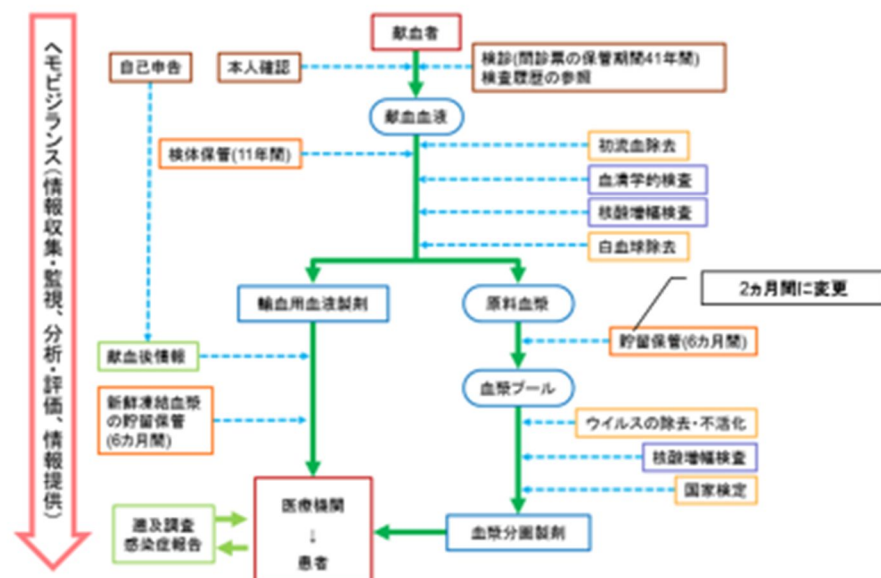 ヘモビジランス(情報収集・監視、分析・評価、情報提供)
献血者
自己申告
本人確認
検診(問診票の保管期間41年間)
検査履歴の参照
献血血液
検体保管(11年間)
初流血除去
血清学的検査
核酸増幅検査
白血球除去
輸血用血液製剤
原料血漿
2ヵ月間に変更
献血後情報
貯留保管(6カ月間)
新鮮凍結血漿
の貯留保管
(6カ月間)
血漿プール
ウイルスの除去・不活化
核酸増幅検査
国家検定
遡及調査
感染症報告
医療機関
↓
患者
血漿分画製剤